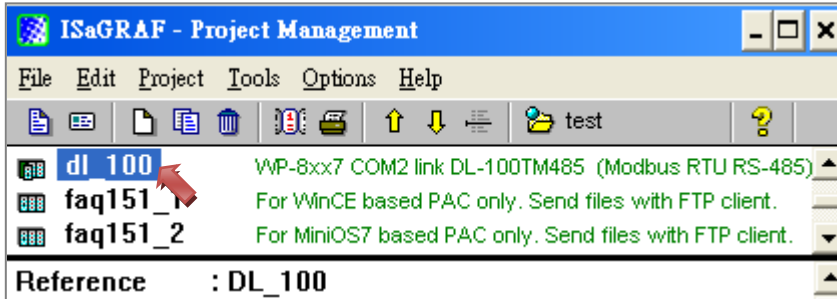 ISaGRAF - Project Management
File Edit Project Tools Options Help
test
dl_100 WP-8xx7 COM2 link DL-100TM485 (Modbus RTU RS-485)
faq151_1 For WinCE based PAC only. Send files with FTP client.
faq151_2 For MiniOS7 based PAC only. Send files with FTP client.
Reference : DL_100